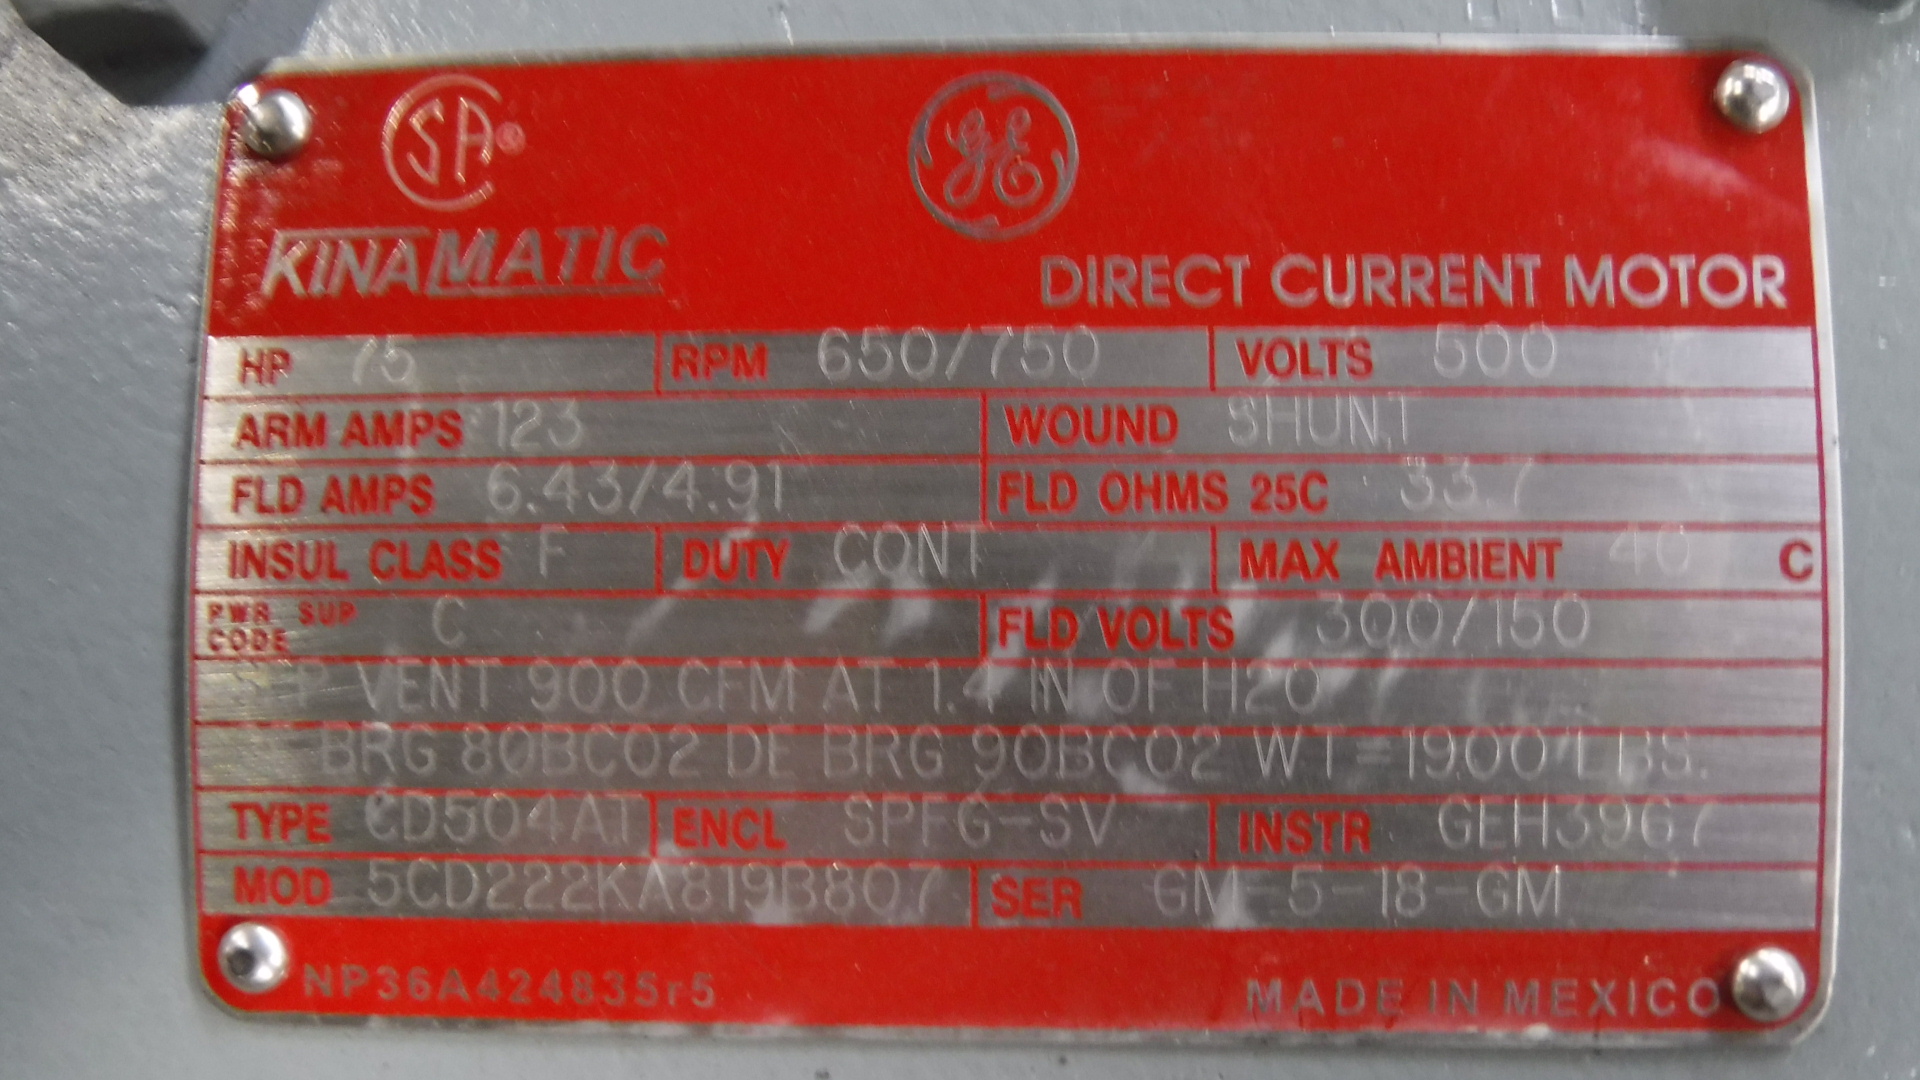 CSA®
GE
KINAMATIC
DIRECT CURRENT MOTOR
HP 75 RPM 650/750 VOLTS 500
ARM AMPS 123 WOUND SHUNT
FLD AMPS 6.43/4.91 FLD OHMS 25C 33.7
INSUL CLASS F DUTY CONT MAX AMBIENT 40 C
PWR SUP CODE C FLD VOLTS 300/150
VENT 900 CFM AT 1.4 IN OF H20
BRG 80BC02 DE BRG 90BC02 WT=1900 LBS.
TYPE CD504AT ENCL SPFG-SV INSTR GEH3967
MOD 5CD222KA819B807 SER GM-5-18-GM
NP36A424835r5 MADE IN MEXICO